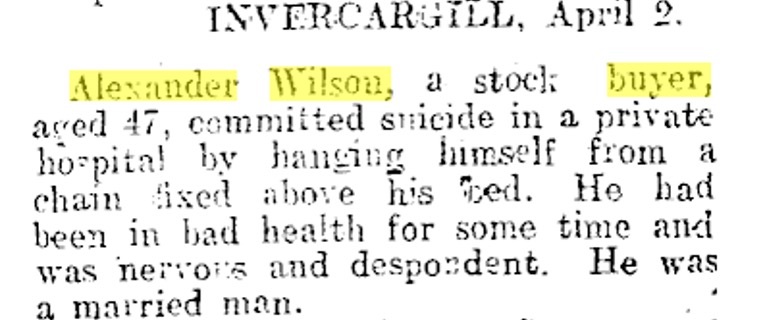 INVERCARGILL, April 2.
Alexander Wilson, a stock buyer,
aged 47, committed suicide in a private
hospital by hanging himself from a
chain fixed above his bed. He had
been in bad health for some time and
was nervous and despondent. He was
a married man.